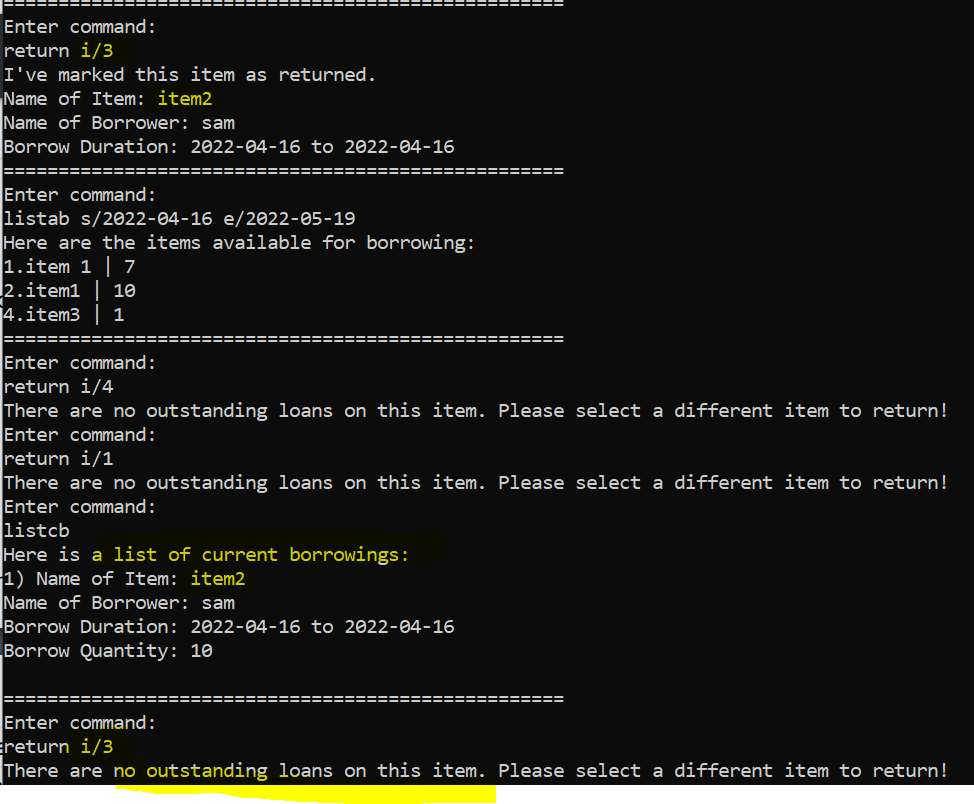 ===================================================
Enter command:
return i/3
I've marked this item as returned.
Name of Item: item2
Name of Borrower: sam
Borrow Duration: 2022-04-16 to 2022-04-16
===================================================
Enter command:
listab s/2022-04-16 e/2022-05-19
Here are the items available for borrowing:
1.item 1 | 7
2.item1 | 10
4.item3 | 1
===================================================
Enter command:
return i/4
There are no outstanding loans on this item. Please select a different item to return!
Enter command:
return i/1
There are no outstanding loans on this item. Please select a different item to return!
Enter command:
listcb
Here is a list of current borrowings:
1) Name of Item: item2
Name of Borrower: sam
Borrow Duration: 2022-04-16 to 2022-04-16
Borrow Quantity: 10
===================================================
Enter command:
return i/3
There are no outstanding loans on this item. Please select a different item to return!